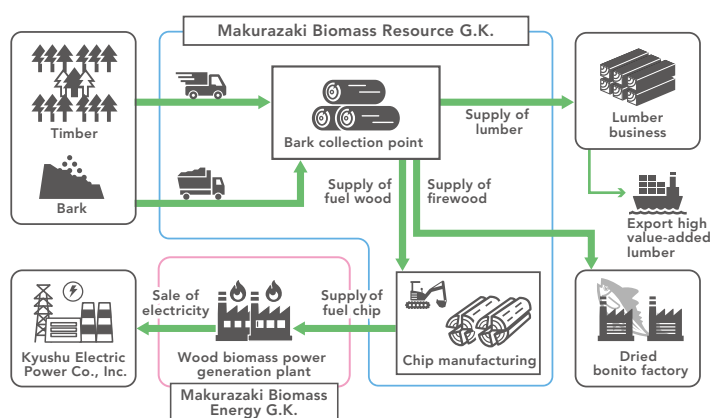 Makurazaki Biomass Resource G.K.
Timber
Bark
Bark collection point
Supply of
lumber
Lumber
business
Export high
value-added
lumber
Supply of
fuel wood
Supply of
firewood
Kyushu Electric
Power Co., Inc.
Sale of
electricity
Wood biomass power
generation plant
Supply of
fuel chip
Chip manufacturing
Dried
bonito factory
Makurazaki Biomass
Energy G.K.